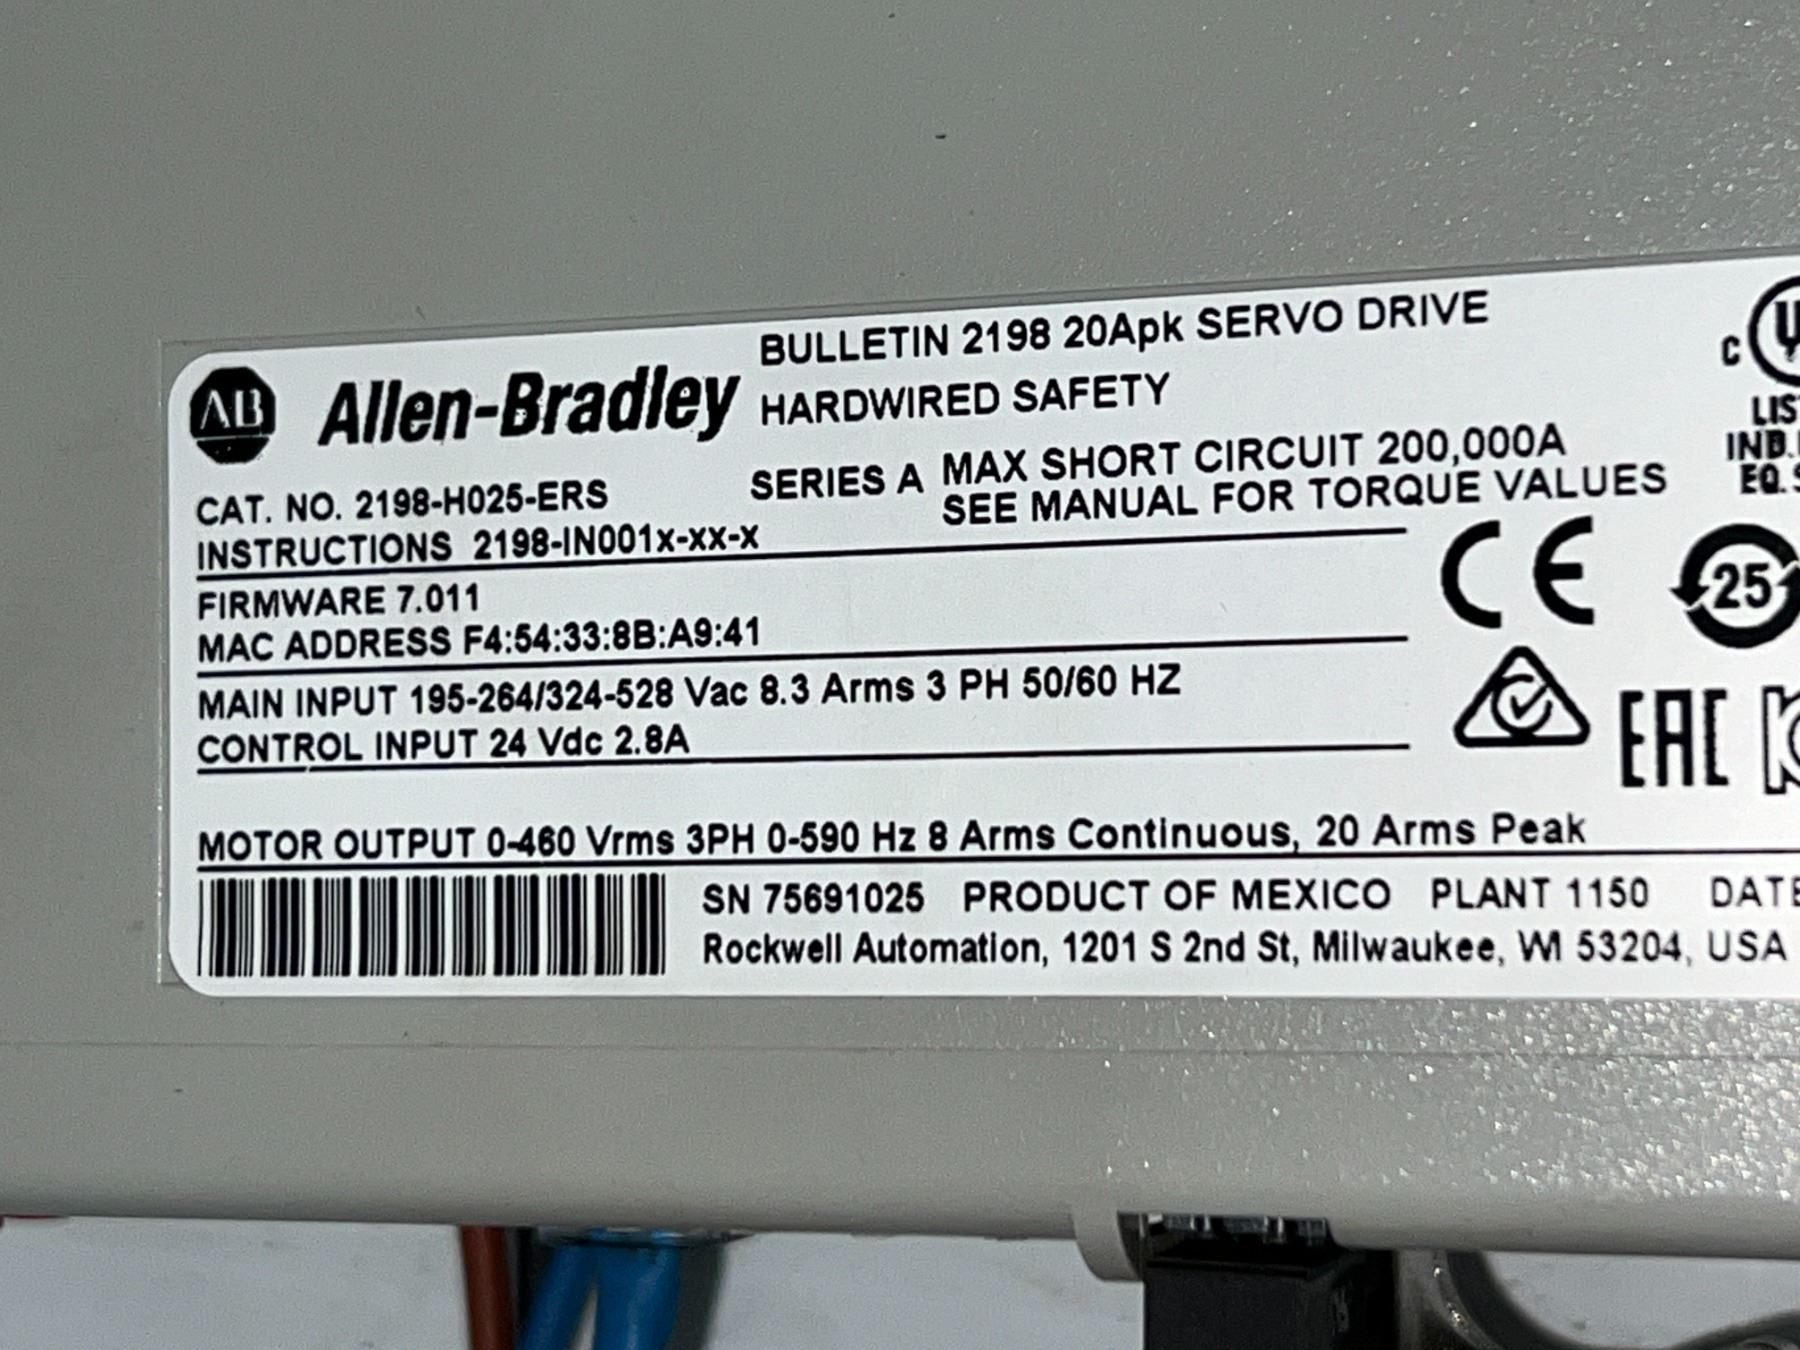 BULLETIN 2198 20Apk SERVO DRIVE
AB Allen-Bradley HARDWIRED SAFETY
CAT. NO. 2198-H025-ERS SERIES A MAX SHORT CIRCUIT 200,000A
SEE MANUAL FOR TORQUE VALUES
INSTRUCTIONS 2198-IN001x-xx-x
FIRMWARE 7.011
MAC ADDRESS F4:54:33:8B:A9:41
MAIN INPUT 195-264/324-528 Vac 8.3 Arms 3 PH 50/60 HZ
CONTROL INPUT 24 Vdc 2.8A
MOTOR OUTPUT 0-460 Vrms 3PH 0-590 Hz 8 Arms Continuous, 20 Arms Peak
SN 75691025 PRODUCT OF MEXICO PLANT 1150 DATE
Rockwell Automation, 1201 S 2nd St, Milwaukee, WI 53204, USA
C
IND.
EQ.
CE
25
EAC